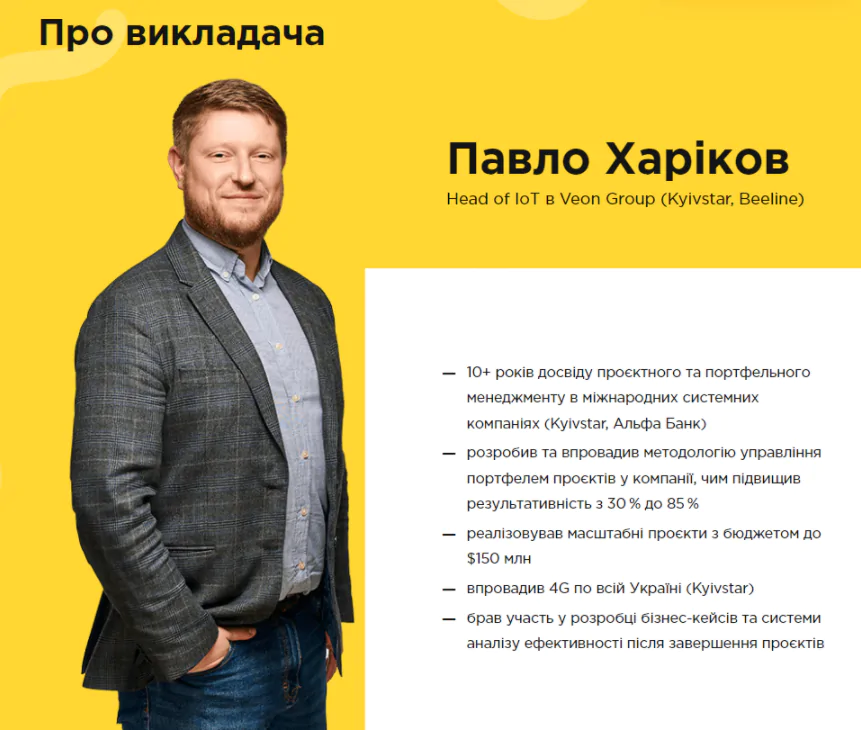 Про викладача
Павло Харіков
Head of IoT в Veon Group (Kyivstar, Beeline)
— 10+ років досвіду проєктного та портфельного
менеджменту в міжнародних системних
компаніях (Kyivstar, Альфа Банк)
— розробив та впровадив методологію управління
портфелем проєктів у компанії, чим підвищив
результативність з 30 % до 85 %
— реалізовував масштабні проєкти з бюджетом до
$150 млн
— впровадив 4G по всій Україні (Kyivstar)
— брав участь у розробці бізнес-кейсів та системи
аналізу ефективності після завершення проєктів